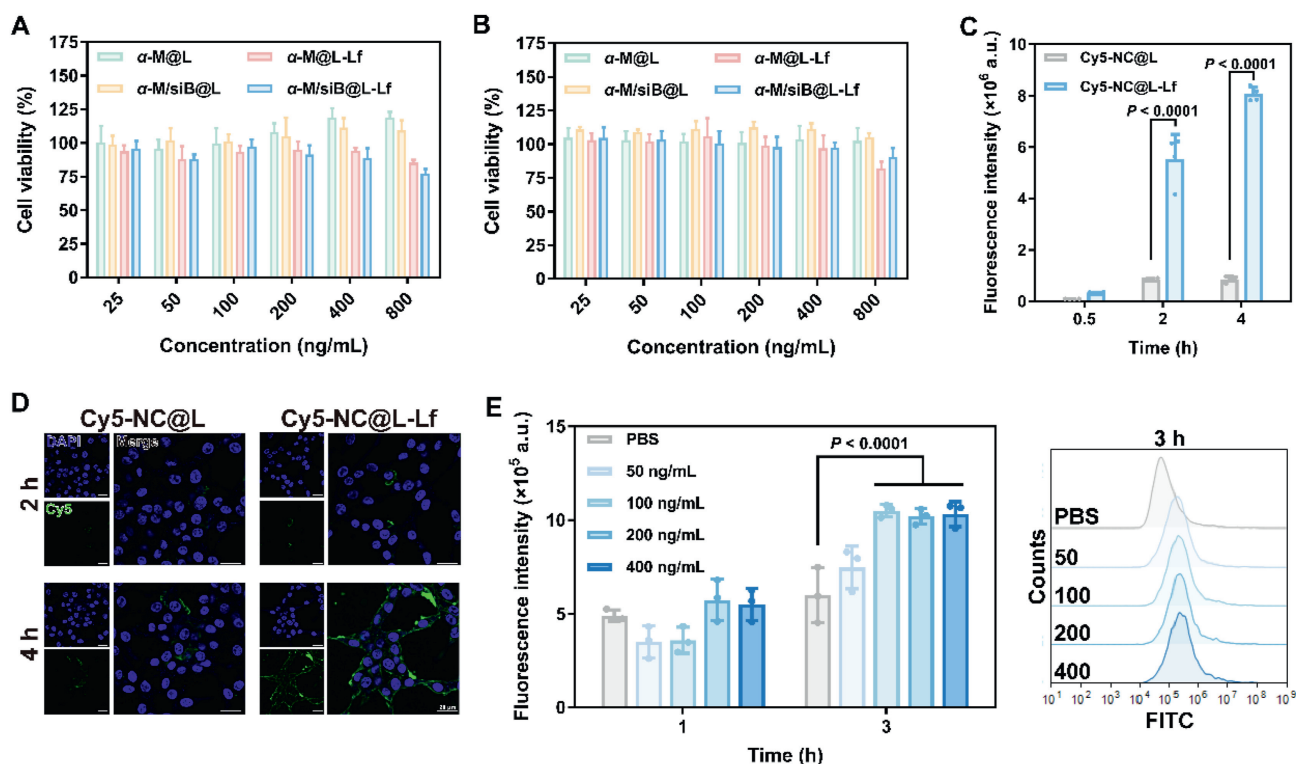 A
Cell viability (%)
175
150
125
100
75
50
25
0
α-M@L
α-M@L-Lf
α-M/siB@L
α-M/siB@L-Lf
25
50
100
200
400
800
Concentration (ng/mL)
B
Cell viability (%)
175
150
125
100
75
50
25
0
α-M@L
α-M@L-Lf
α-M/siB@L
α-M/siB@L-Lf
25
50
100
200
400
800
Concentration (ng/mL)
C
Fluorescence intensity (×10⁶ a.u.)
10
8
6
4
2
0
Cy5-NC@L
Cy5-NC@L-Lf
P < 0.0001
P < 0.0001
0.5
2
4
Time (h)
D
Cy5-NC@L
Cy5-NC@L-Lf
2 h
DAPI
Merge
Cy5
4 h
20 μm
E
Fluorescence intensity (×10⁵ a.u.)
15
10
5
0
PBS
50 ng/mL
100 ng/mL
200 ng/mL
400 ng/mL
P < 0.0001
1
3
Time (h)
3 h
Counts
PBS
50
100
200
400
10¹ 10² 10³ 10⁴ 10⁵ 10⁶ 10⁷ 10⁸ 10⁹
FITC